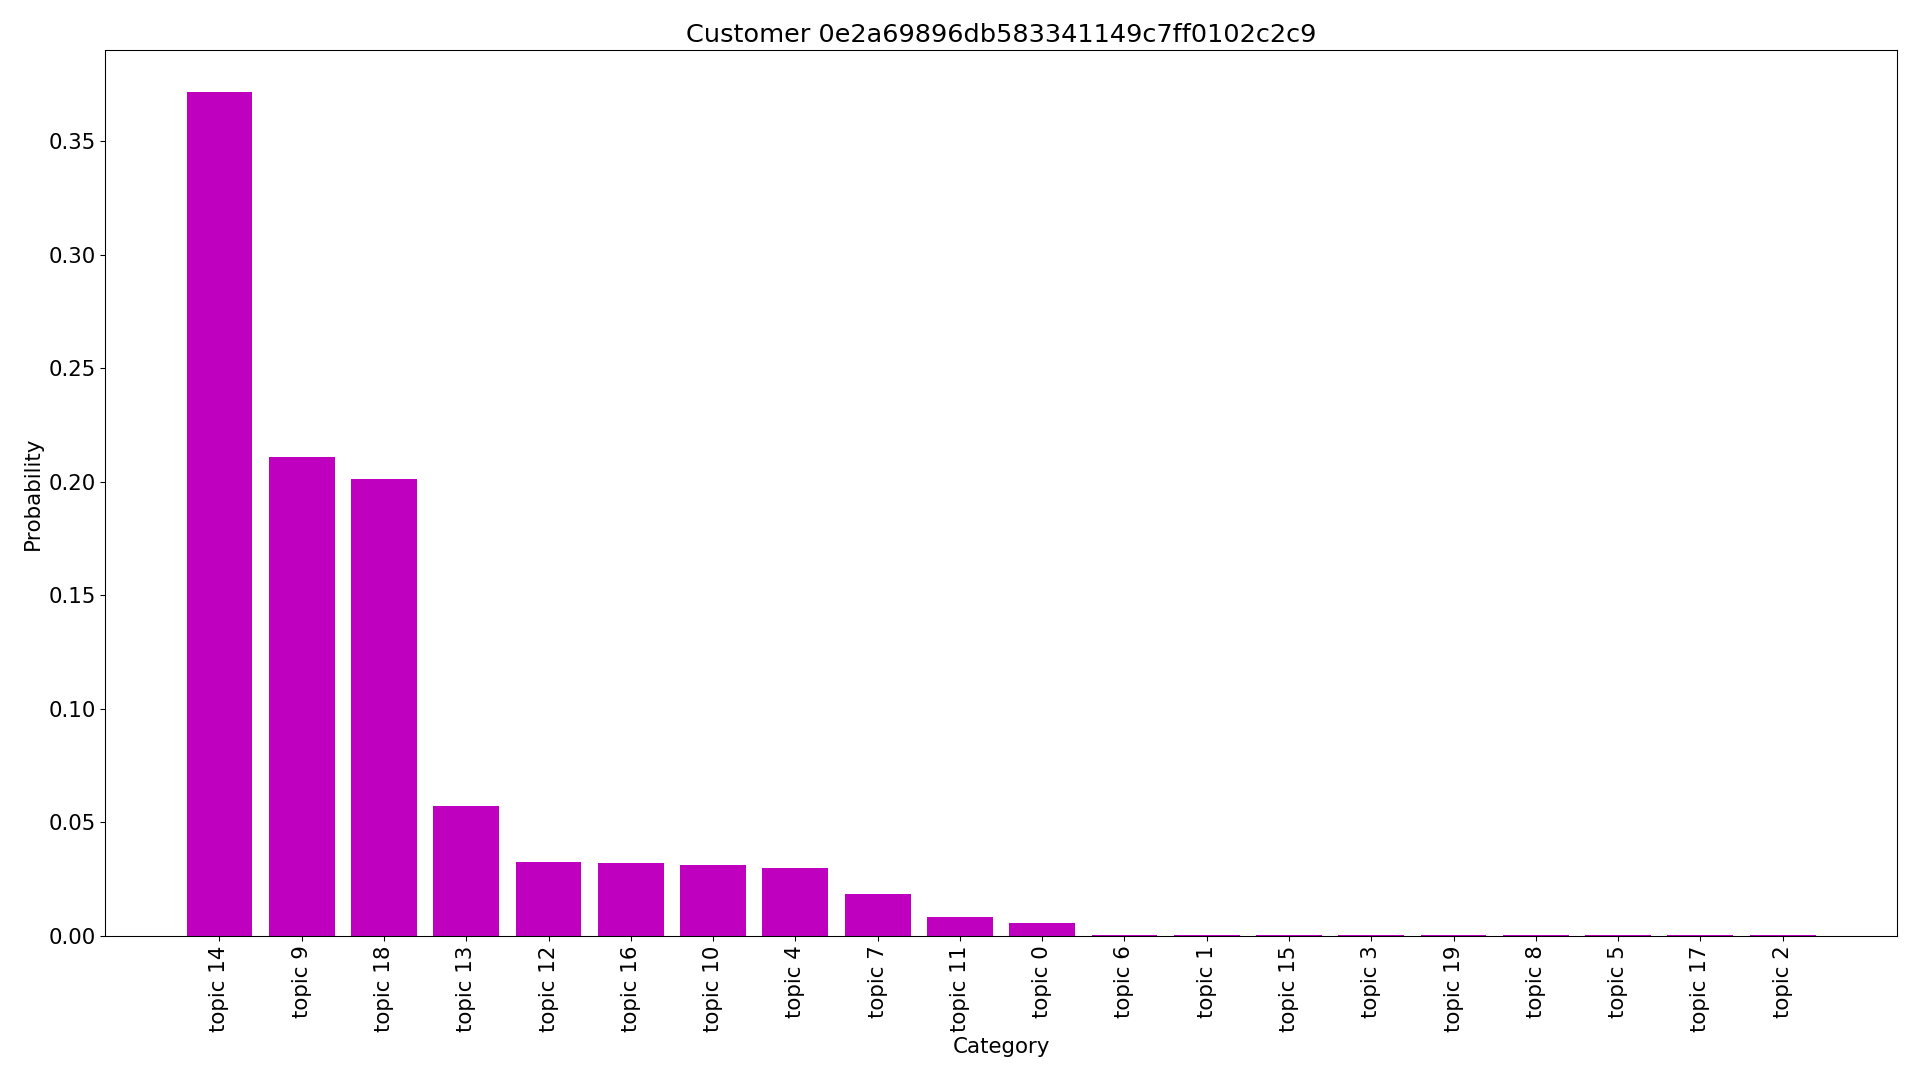 Customer 0e2a69896db583341149c7ff0102c2c9
Probability
0.35
0.30
0.25
0.20
0.15
0.10
0.05
0.00
topic 14
topic 9
topic 18
topic 13
topic 12
topic 16
topic 10
topic 4
topic 7
topic 11
topic 0
topic 6
topic 1
topic 15
topic 3
topic 19
topic 8
topic 5
topic 17
topic 2
Category